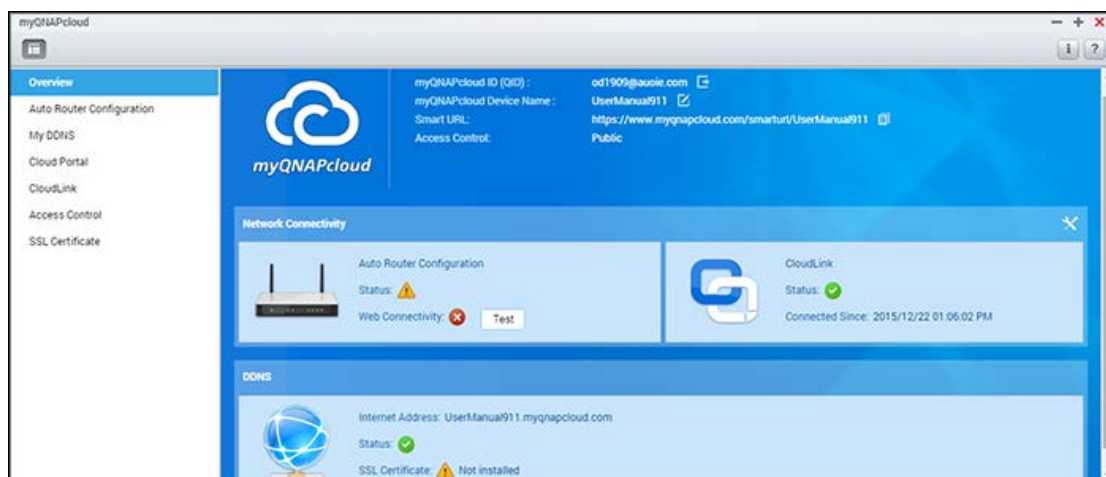 myQNAPcloud
Overview
Auto Router Configuration
My DDNS
Cloud Portal
CloudLink
Access Control
SSL Certificate
myQNAPcloud
myQNAPcloud ID (QID) : od1909@auoie.com
myQNAPcloud Device Name : UserManual911
Smart URL: https://www.myqnapcloud.com/smarturl/UserManual911
Access Control: Public
Network Connectivity
Auto Router Configuration
Status:
Web Connectivity: Test
CloudLink
Status:
Connected Since: 2015/12/22 01:06:02 PM
DDNS
Internet Address: UserManual911.myqnapcloud.com
Status:
SSL Certificate: Not installed